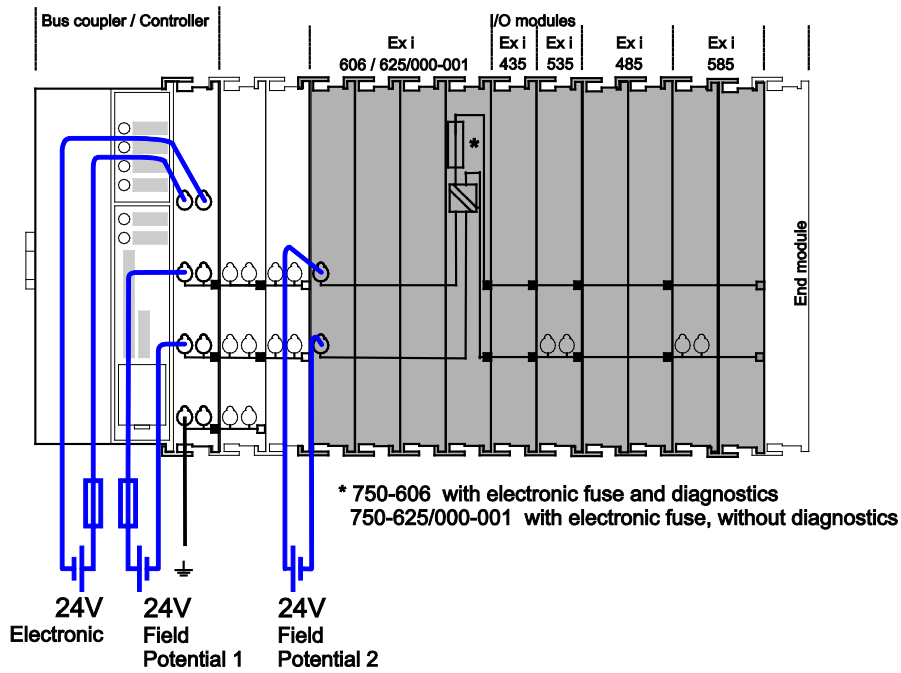 Bus coupler / Controller
I/O modules
Ex i
606 / 625/000-001
Ex i
435
Ex i
535
Ex i
485
Ex i
585
*
End module
* 750-606 with electronic fuse and diagnostics
750-625/000-001 with electronic fuse, without diagnostics
24V
Electronic
24V
Field
Potential 1
24V
Field
Potential 2